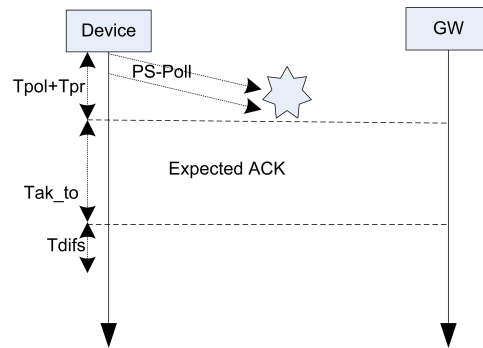 Device
GW
PS-Poll
Tpol+Tpr
Expected ACK
Tak_to
Tdifs